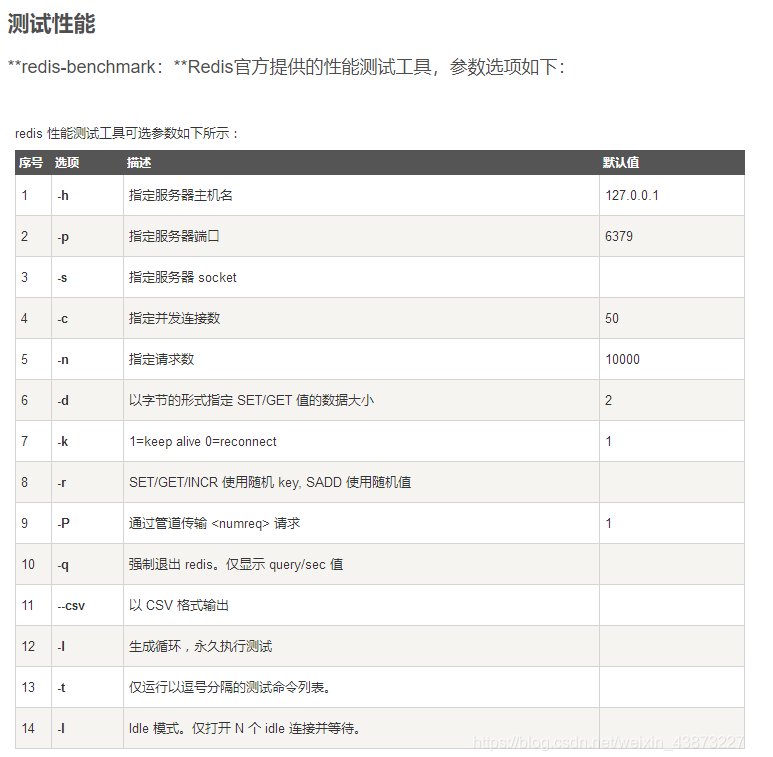 测试性能
**redis-benchmark：**Redis官方提供的性能测试工具，参数选项如下：
redis 性能测试工具可选参数如下所示：
序号 选项 描述 默认值
1 -h 指定服务器主机名 127.0.0.1
2 -p 指定服务器端口 6379
3 -s 指定服务器 socket
4 -c 指定并发连接数 50
5 -n 指定请求数 10000
6 -d 以字节的形式指定 SET/GET 值的数据大小 2
7 -k 1=keep alive 0=reconnect 1
8 -r SET/GET/INCR 使用随机 key, SADD 使用随机值
9 -P 通过管道传输 <numreq> 请求 1
10 -q 强制退出 redis。仅显示 query/sec 值
11 --csv 以 CSV 格式输出
12 -l 生成循环，永久执行测试
13 -t 仅运行以逗号分隔的测试命令列表。
14 -I Idle 模式。仅打开 N 个 idle 连接并等待。
https://blog.csdn.net/weixin_43873227